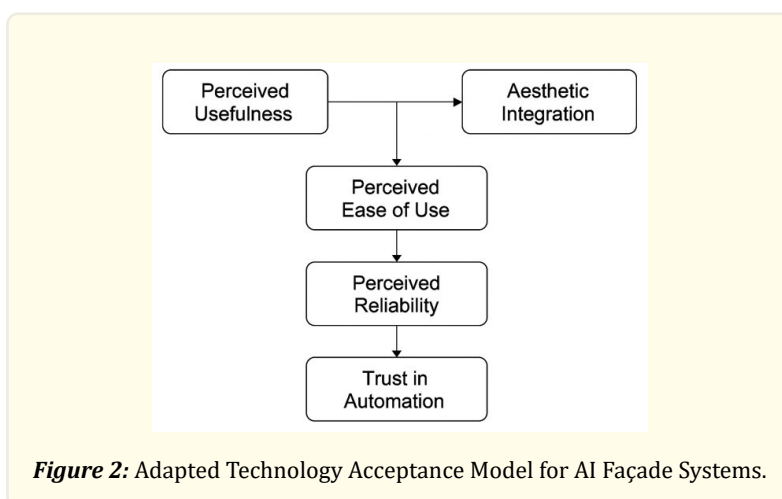 Perceived
Usefulness
Aesthetic
Integration
Perceived
Ease of Use
Perceived
Reliability
Trust in
Automation
Figure 2: Adapted Technology Acceptance Model for AI Façade Systems.